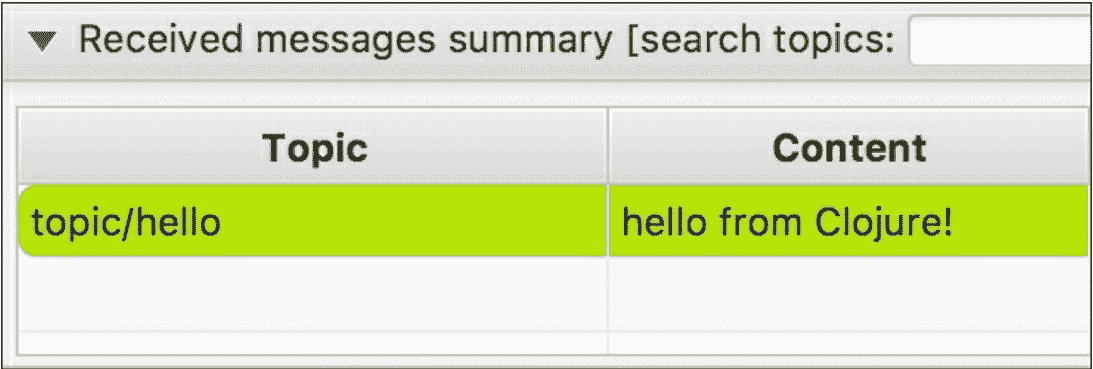 Received messages summary [search topics:
Topic Content
topic/hello hello from Clojure!